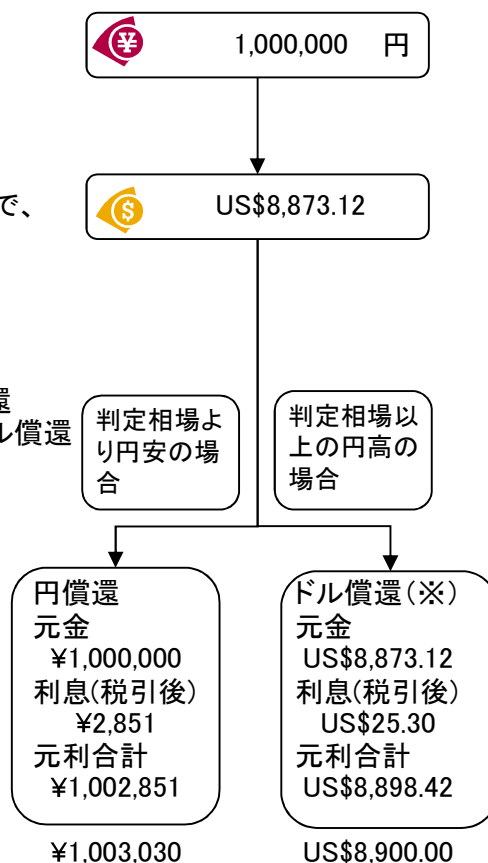 1,000,000 円
で、
US$8,873.12
還
ル償還
判定相場よ
り円安の場
合
判定相場以
上の円高の
場合
円償還
元金
¥1,000,000
利息(税引後)
¥2,851
元利合計
¥1,002,851
ドル償還(※)
元金
US$8,873.12
利息(税引後)
US$25.30
元利合計
US$8,898.42
¥1,003,030
US$8,900.00